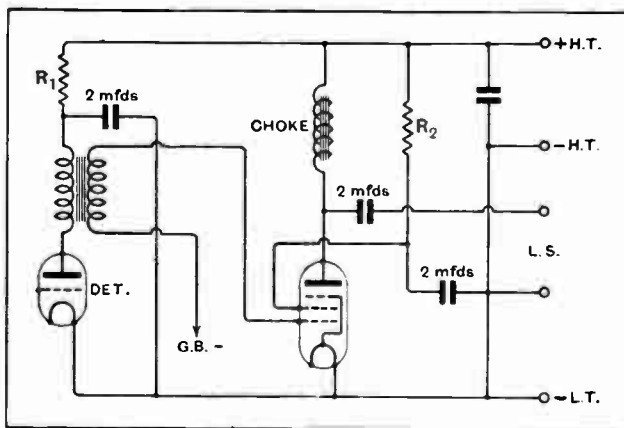 +H.T.
R1
2 mfds
CHOKE
R2
-H.T.
2 mfds
L.S.
DET.
2 mfds
G.B. -
-L.T.